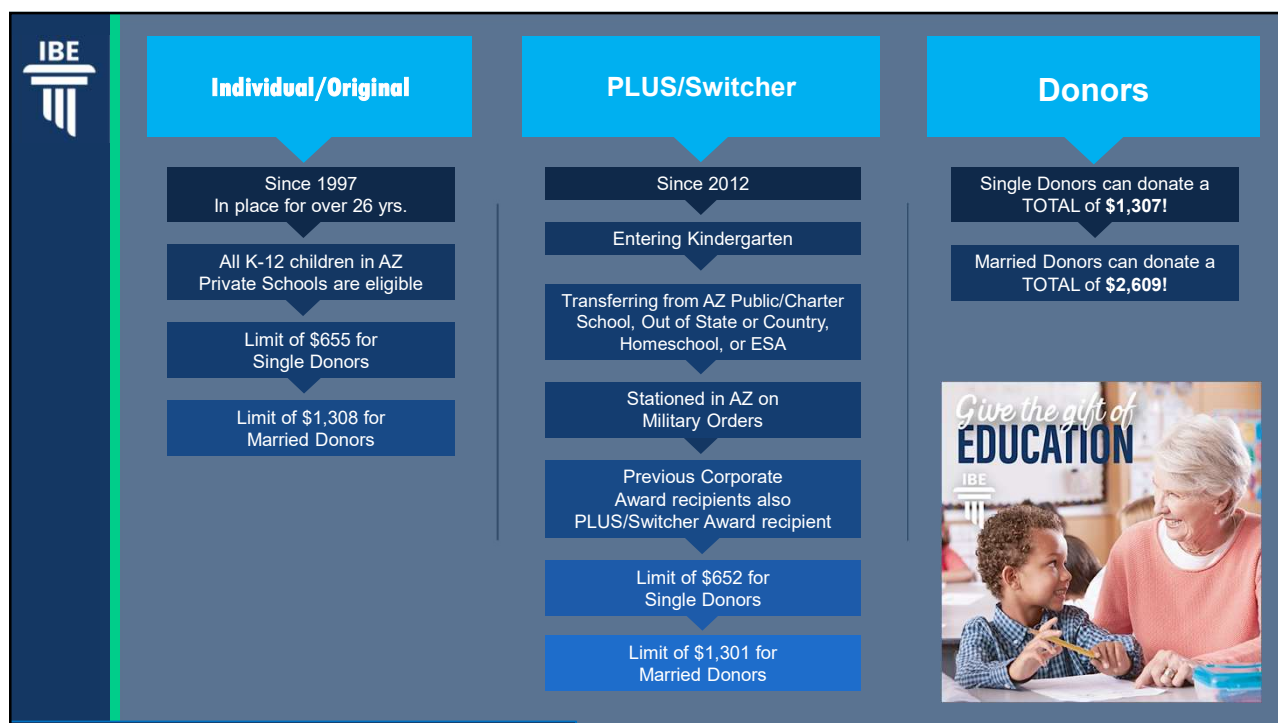 IBE
Individual/Original
Since 1997
In place for over 26 yrs.
All K-12 children in AZ
Private Schools are eligible
Limit of $655 for
Single Donors
Limit of $1,308 for
Married Donors
PLUS/Switcher
Since 2012
Entering Kindergarten
Transferring from AZ Public/Charter
School, Out of State or Country,
Homeschool, or ESA
Stationed in AZ on
Military Orders
Previous Corporate
Award recipients also
PLUS/Switcher Award recipient
Limit of $652 for
Single Donors
Limit of $1,301 for
Married Donors
Donors
Single Donors can donate a
TOTAL of $1,307!
Married Donors can donate a
TOTAL of $2,609!
Give the gift of
EDUCATION
IBE